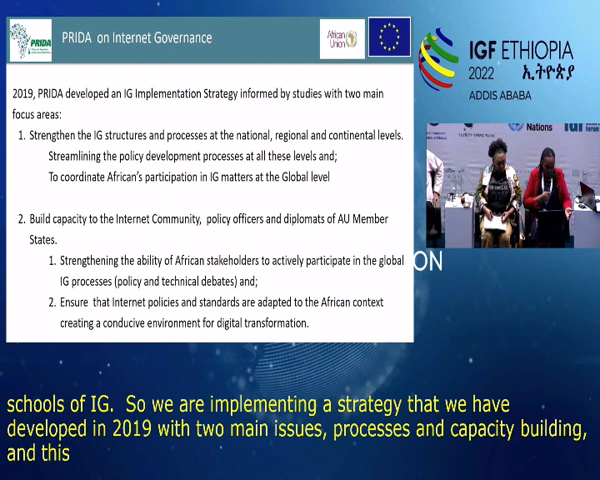 PRIDA
PRIDA on Internet Governance
African
Union
IGF ETHIOPIA
2022 ኢትዮጵያ
ADDIS ABABA
2019, PRIDA developed an IG Implementation Strategy informed by studies with two main
focus areas:
1. Strengthen the IG structures and processes at the national, regional and continental levels.
Streamlining the policy development processes at all these levels and;
To coordinate African's participation in IG matters at the Global level
2. Build capacity to the Internet Community, policy officers and diplomats of AU Member
States.
1. Strengthening the ability of African stakeholders to actively participate in the global
IG processes (policy and technical debates) and;
2. Ensure that Internet policies and standards are adapted to the African context
creating a conducive environment for digital transformation.
Nations
ON
schools of IG. So we are implementing a strategy that we have
developed in 2019 with two main issues, processes and capacity building,
and this